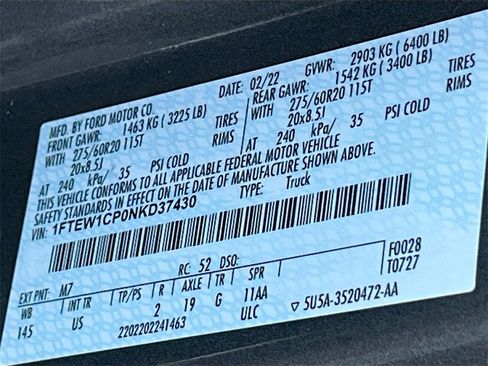 MFD. BY FORD MOTOR CO.
DATE: 02/22 GVWR: 2903 KG ( 6400 LB)
FRONT GAWR: 1463 KG ( 3225 LB) REAR GAWR: 1542 KG ( 3400 LB)
WITH 275/60R20 115T TIRES WITH 275/60R20 115T TIRES
20x8.5J RIMS 20x8.5J RIMS
AT 240 kPa/ 35 PSI COLD AT 240 kPa/ 35 PSI COLD
THIS VEHICLE CONFORMS TO ALL APPLICABLE FEDERAL MOTOR VEHICLE
SAFETY STANDARDS IN EFFECT ON THE DATE OF MANUFACTURE SHOWN ABOVE.
VIN: 1FTEW1CP0NKD37430 TYPE: Truck
EXT PNT: M7 RC: 52 DSO: F0028
WB INT TR TP/PS R AXLE TR SPR T0727
145 US 2 19 G 11AA
2202202241463 ULC ▽ 5U5A-3520472-AA